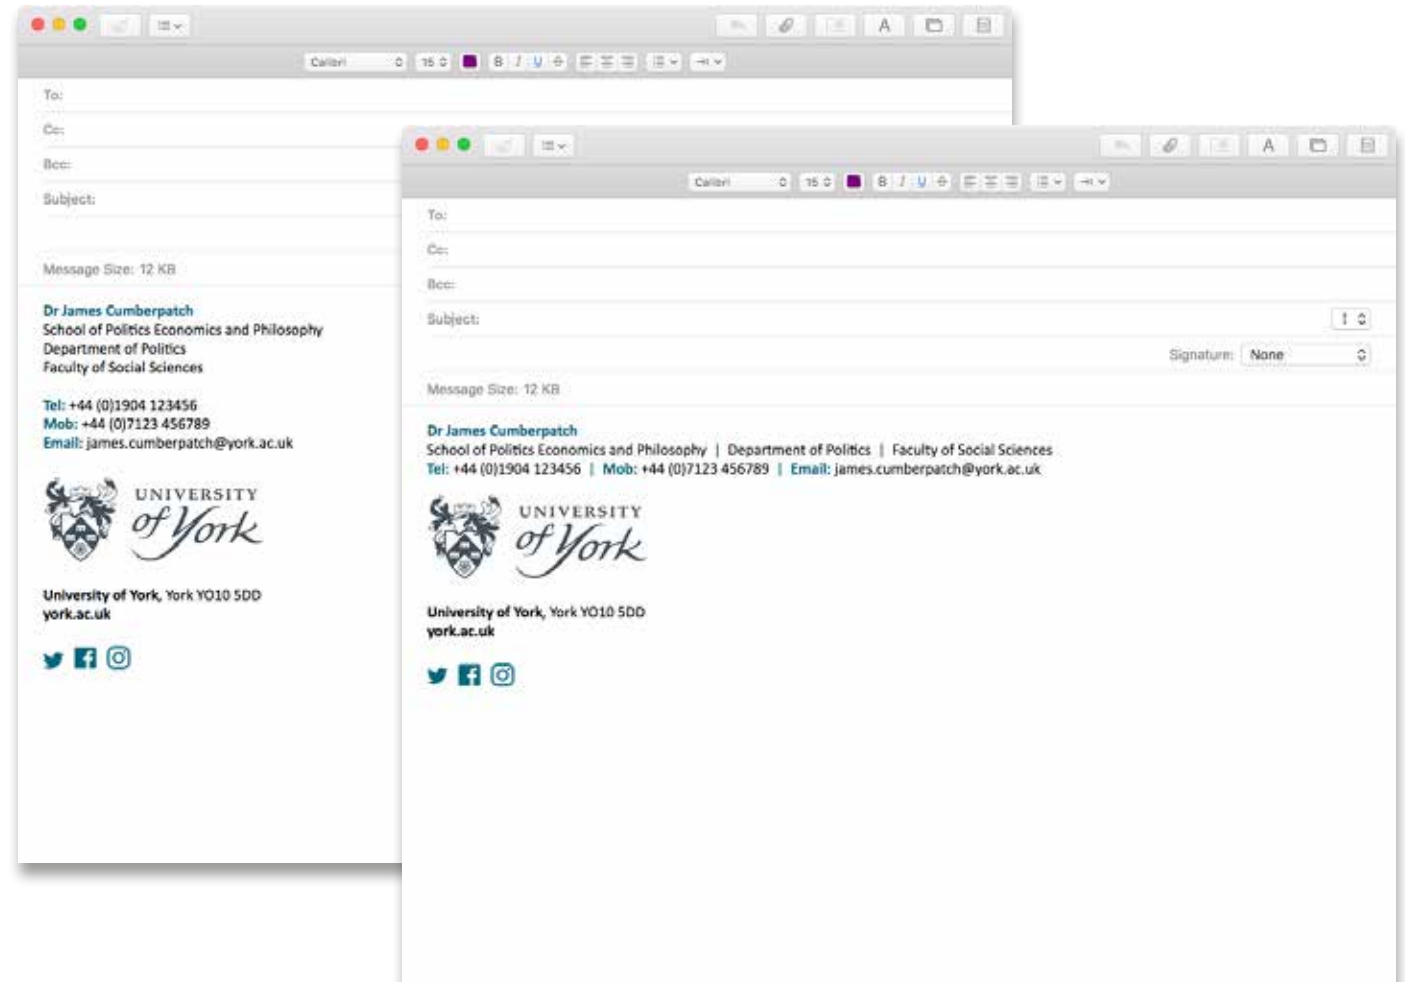 Calibri 15 B I U S
To:
Cc:
Bcc:
Subject:
Message Size: 12 KB
Dr James Cumberpatch
School of Politics Economics and Philosophy
Department of Politics
Faculty of Social Sciences
Tel: +44 (0)1904 123456
Mob: +44 (0)7123 456789
Email: james.cumberpatch@york.ac.uk
UNIVERSITY
of York
University of York, York YO10 5DD
york.ac.uk
A
Calibri 15 B I U S
To:
Cc:
Bcc:
Subject:
Signature: None
Message Size: 12 KB
Dr James Cumberpatch
School of Politics Economics and Philosophy | Department of Politics | Faculty of Social Sciences
Tel: +44 (0)1904 123456 | Mob: +44 (0)7123 456789 | Email: james.cumberpatch@york.ac.uk
UNIVERSITY
of York
University of York, York YO10 5DD
york.ac.uk
A